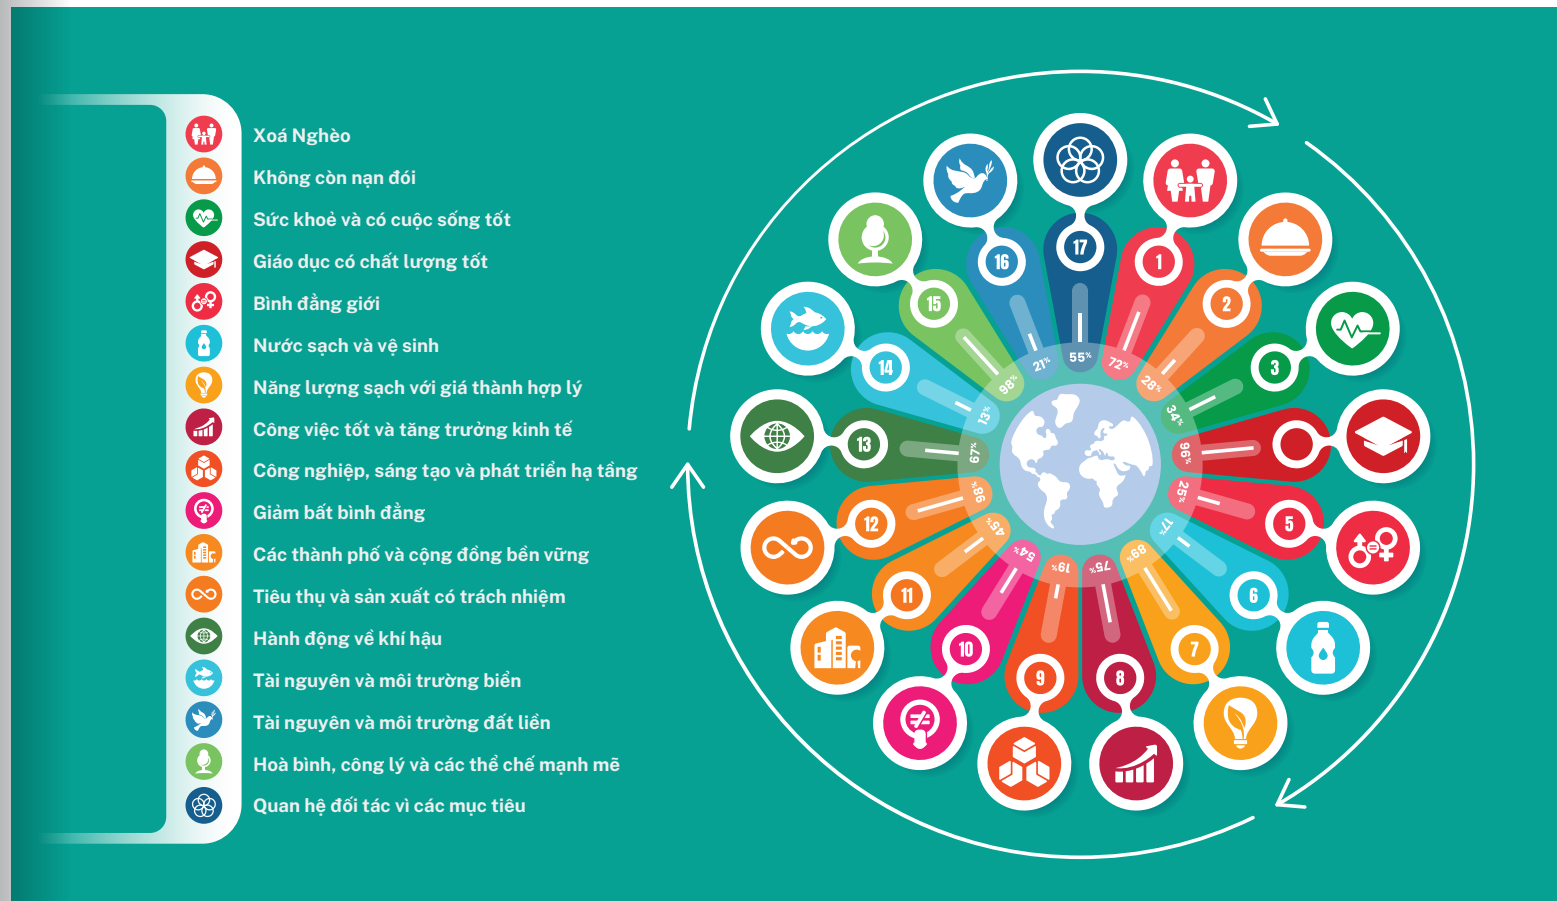 Xoá Nghèo
Không còn nạn đói
Sức khoẻ và có cuộc sống tốt
Giáo dục có chất lượng tốt
Bình đẳng giới
Nước sạch và vệ sinh
Năng lượng sạch với giá thành hợp lý
Công việc tốt và tăng trưởng kinh tế
Công nghiệp, sáng tạo và phát triển hạ tầng
Giảm bất bình đẳng
Các thành phố và cộng đồng bền vững
Tiêu thụ và sản xuất có trách nhiệm
Hành động về khí hậu
Tài nguyên và môi trường biển
Tài nguyên và môi trường đất liền
Hoà bình, công lý và các thể chế mạnh mẽ
Quan hệ đối tác vì các mục tiêu
1
72%
2
28%
3
34%
96%
5
25%
6
17%
7
89%
8
75%
9
19%
10
54%
11
45%
12
13
67%
14
13%
15
98%
16
21%
17
55%